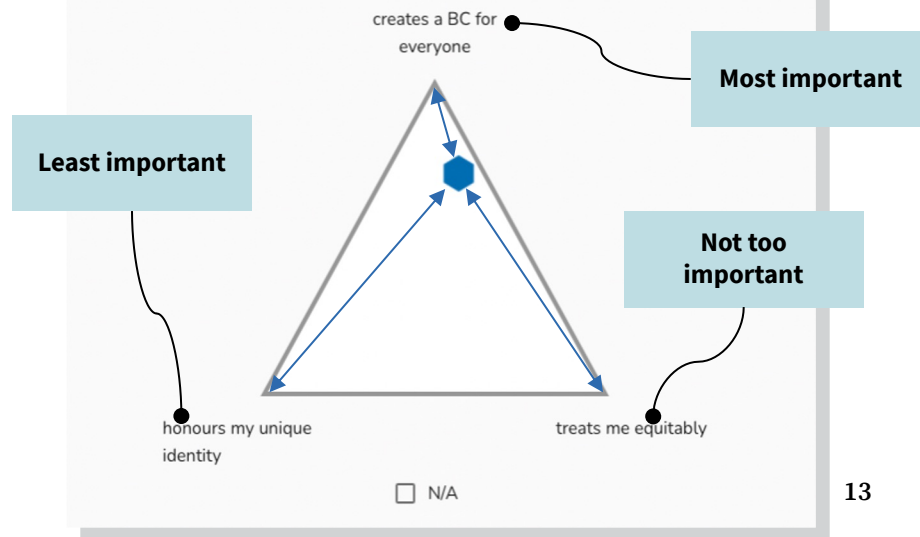 creates a BC for
everyone
Most important
Least important
Not too
important
honours my unique
identity
treats me equitably
N/A
13